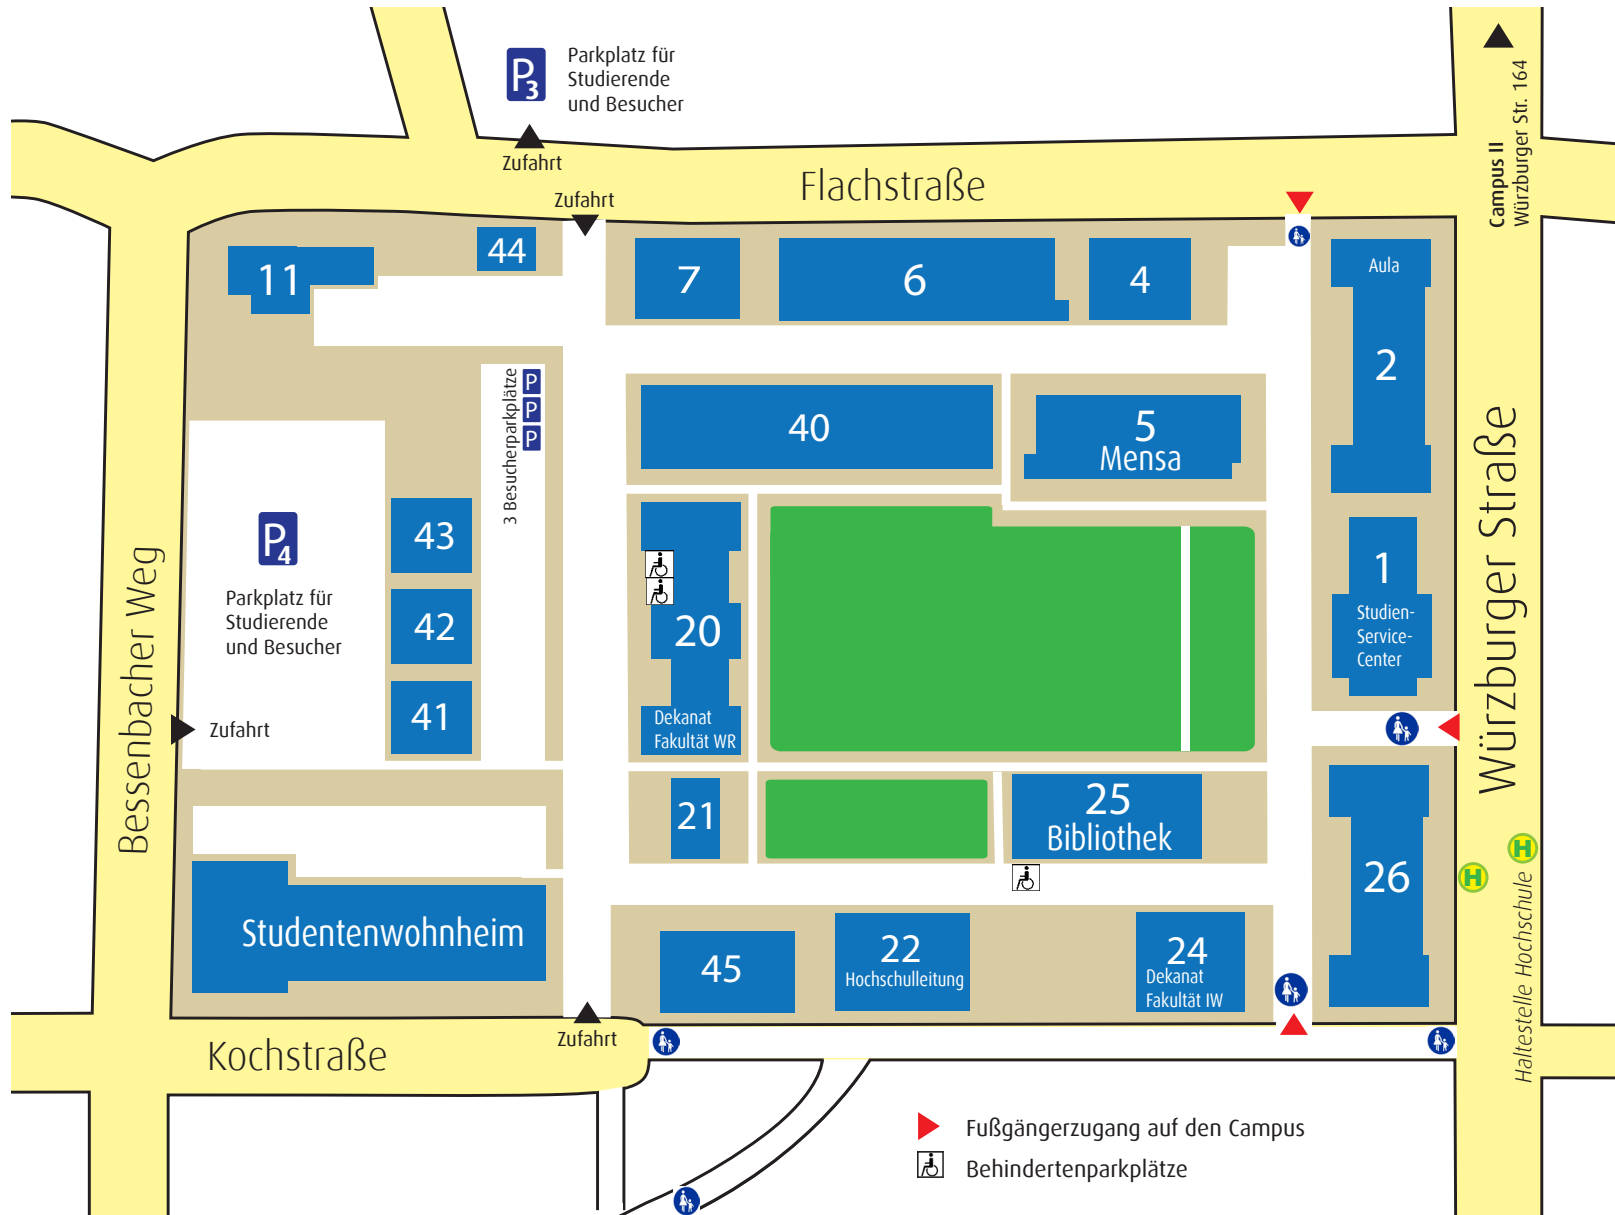 P3
Parkplatz für
Studierende
und Besucher
Zufahrt
Zufahrt
Flachstraße
Campus II
Würzburger Str. 164
11
44
7
6
4
Aula
2
3 Besucherparkplätze
P
P
P
40
5
Mensa
Würzburger Straße
P4
Parkplatz für
Studierende
und Besucher
43
42
41
Zufahrt
Bessenbacher Weg
20
Dekanat
Fakultät WR
1
Studien-
Service-
Center
21
25
Bibliothek
26
H
H
Haltestelle Hochschule
Studentenwohnheim
45
22
Hochschulleitung
24
Dekanat
Fakultät IW
Zufahrt
Kochstraße
Fußgängerzugang auf den Campus
Behindertenparkplätze